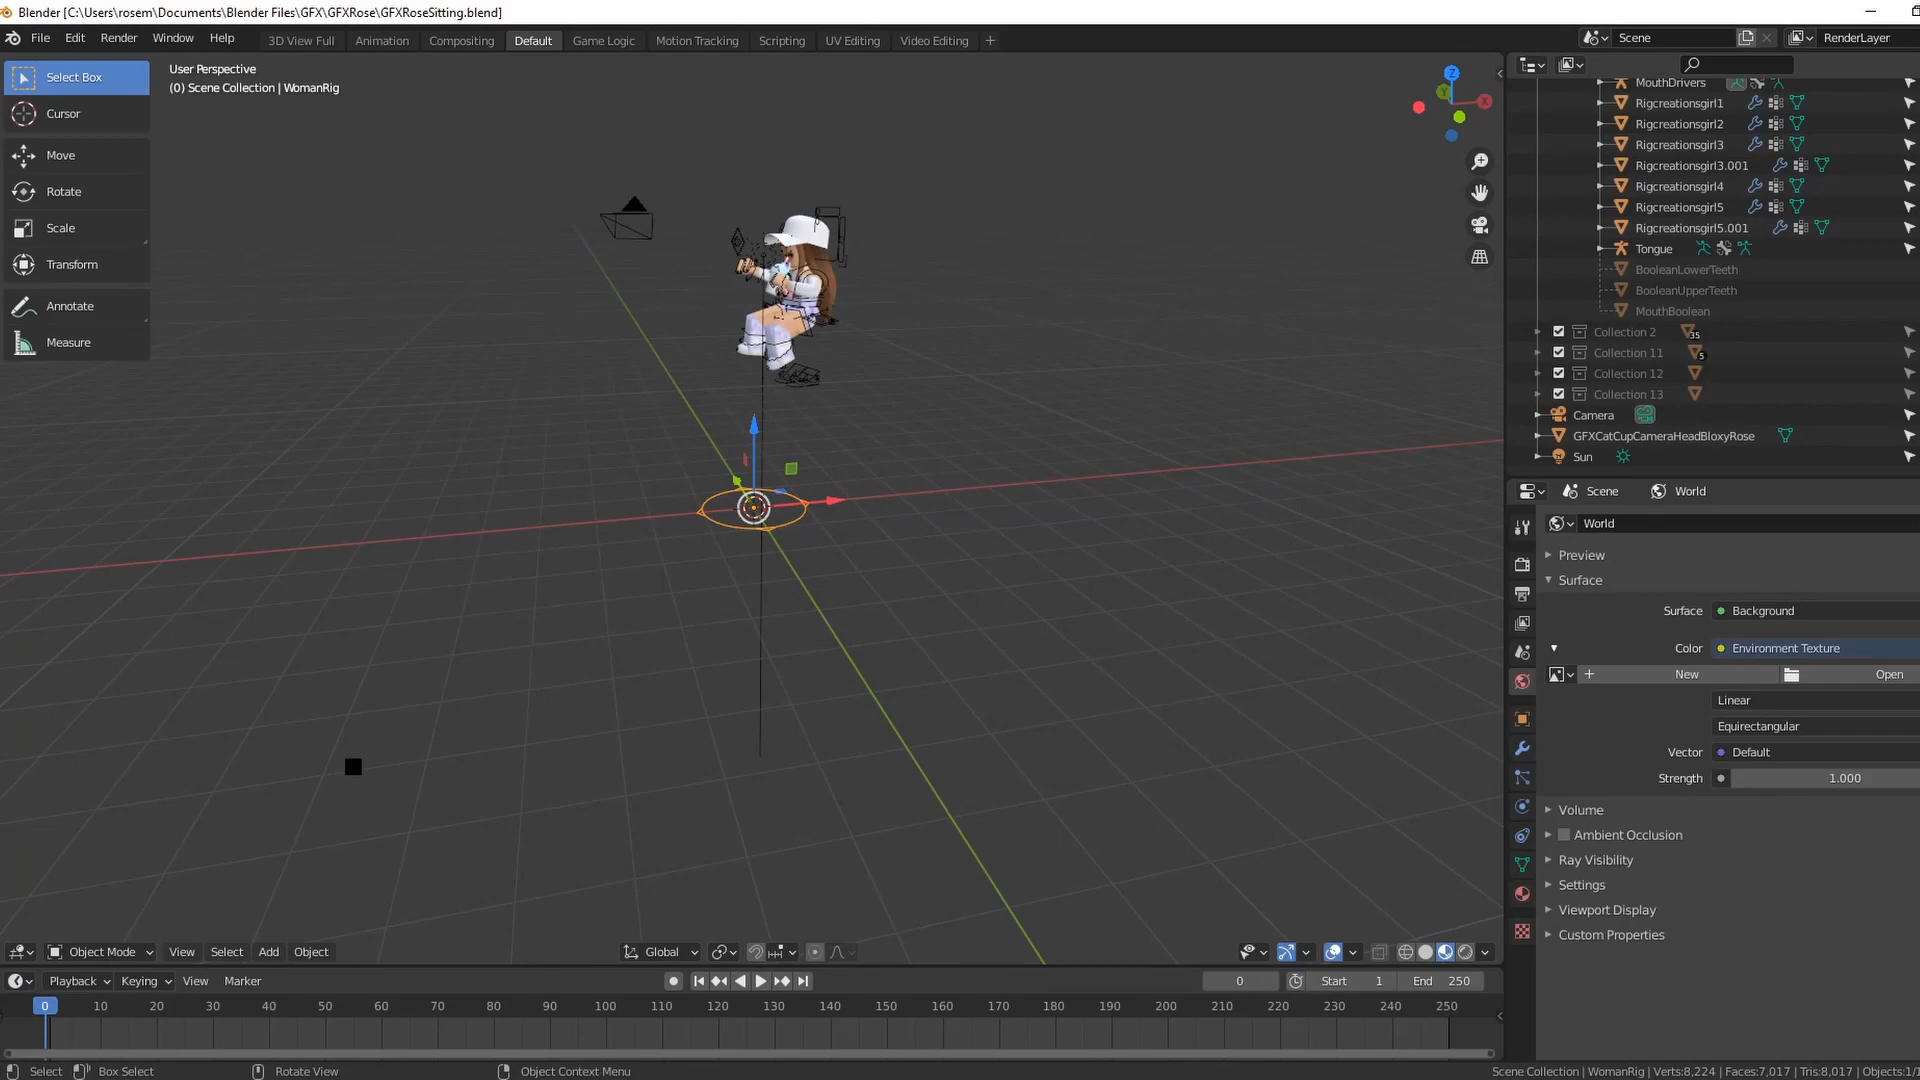 Blender [C:\Users\rosem\Documents\Blender Files\GFX\GFXRose\GFXRoseSitting.blend]
File Edit Render Window Help 3D View Full Animation Compositing Default Game Logic Motion Tracking Scripting UV Editing Video Editing + Scene RenderLayer
Select Box
Cursor
Move
Rotate
Scale
Transform
Annotate
Measure
User Perspective
(0) Scene Collection | WomanRig
Z
Y
X
MouthDrivers
Rigcreationsgirl1
Rigcreationsgirl2
Rigcreationsgirl3
Rigcreationsgirl3.001
Rigcreationsgirl4
Rigcreationsgirl5
Rigcreationsgirl5.001
Tongue
BooleanLowerTeeth
BooleanUpperTeeth
MouthBoolean
Collection 2 35
Collection 11 5
Collection 12
Collection 13
Camera
GFXCatCupCameraHeadBloxyRose
Sun
Scene World
World
Preview
Surface
Surface Background
Color Environment Texture
New Open
Linear
Equirectangular
Vector Default
Strength 1.000
Volume
Ambient Occlusion
Ray Visibility
Settings
Viewport Display
Custom Properties
Object Mode View Select Add Object Global
Playback Keying View Marker 0 Start 1 End 250
0 10 20 30 40 50 60 70 80 90 100 110 120 130 140 150 160 170 180 190 200 210 220 230 240 250
Select Box Select Rotate View Object Context Menu Scene Collection | WomanRig | Verts:8,224 | Faces:7,017 | Tris:8,017 | Objects:1/1